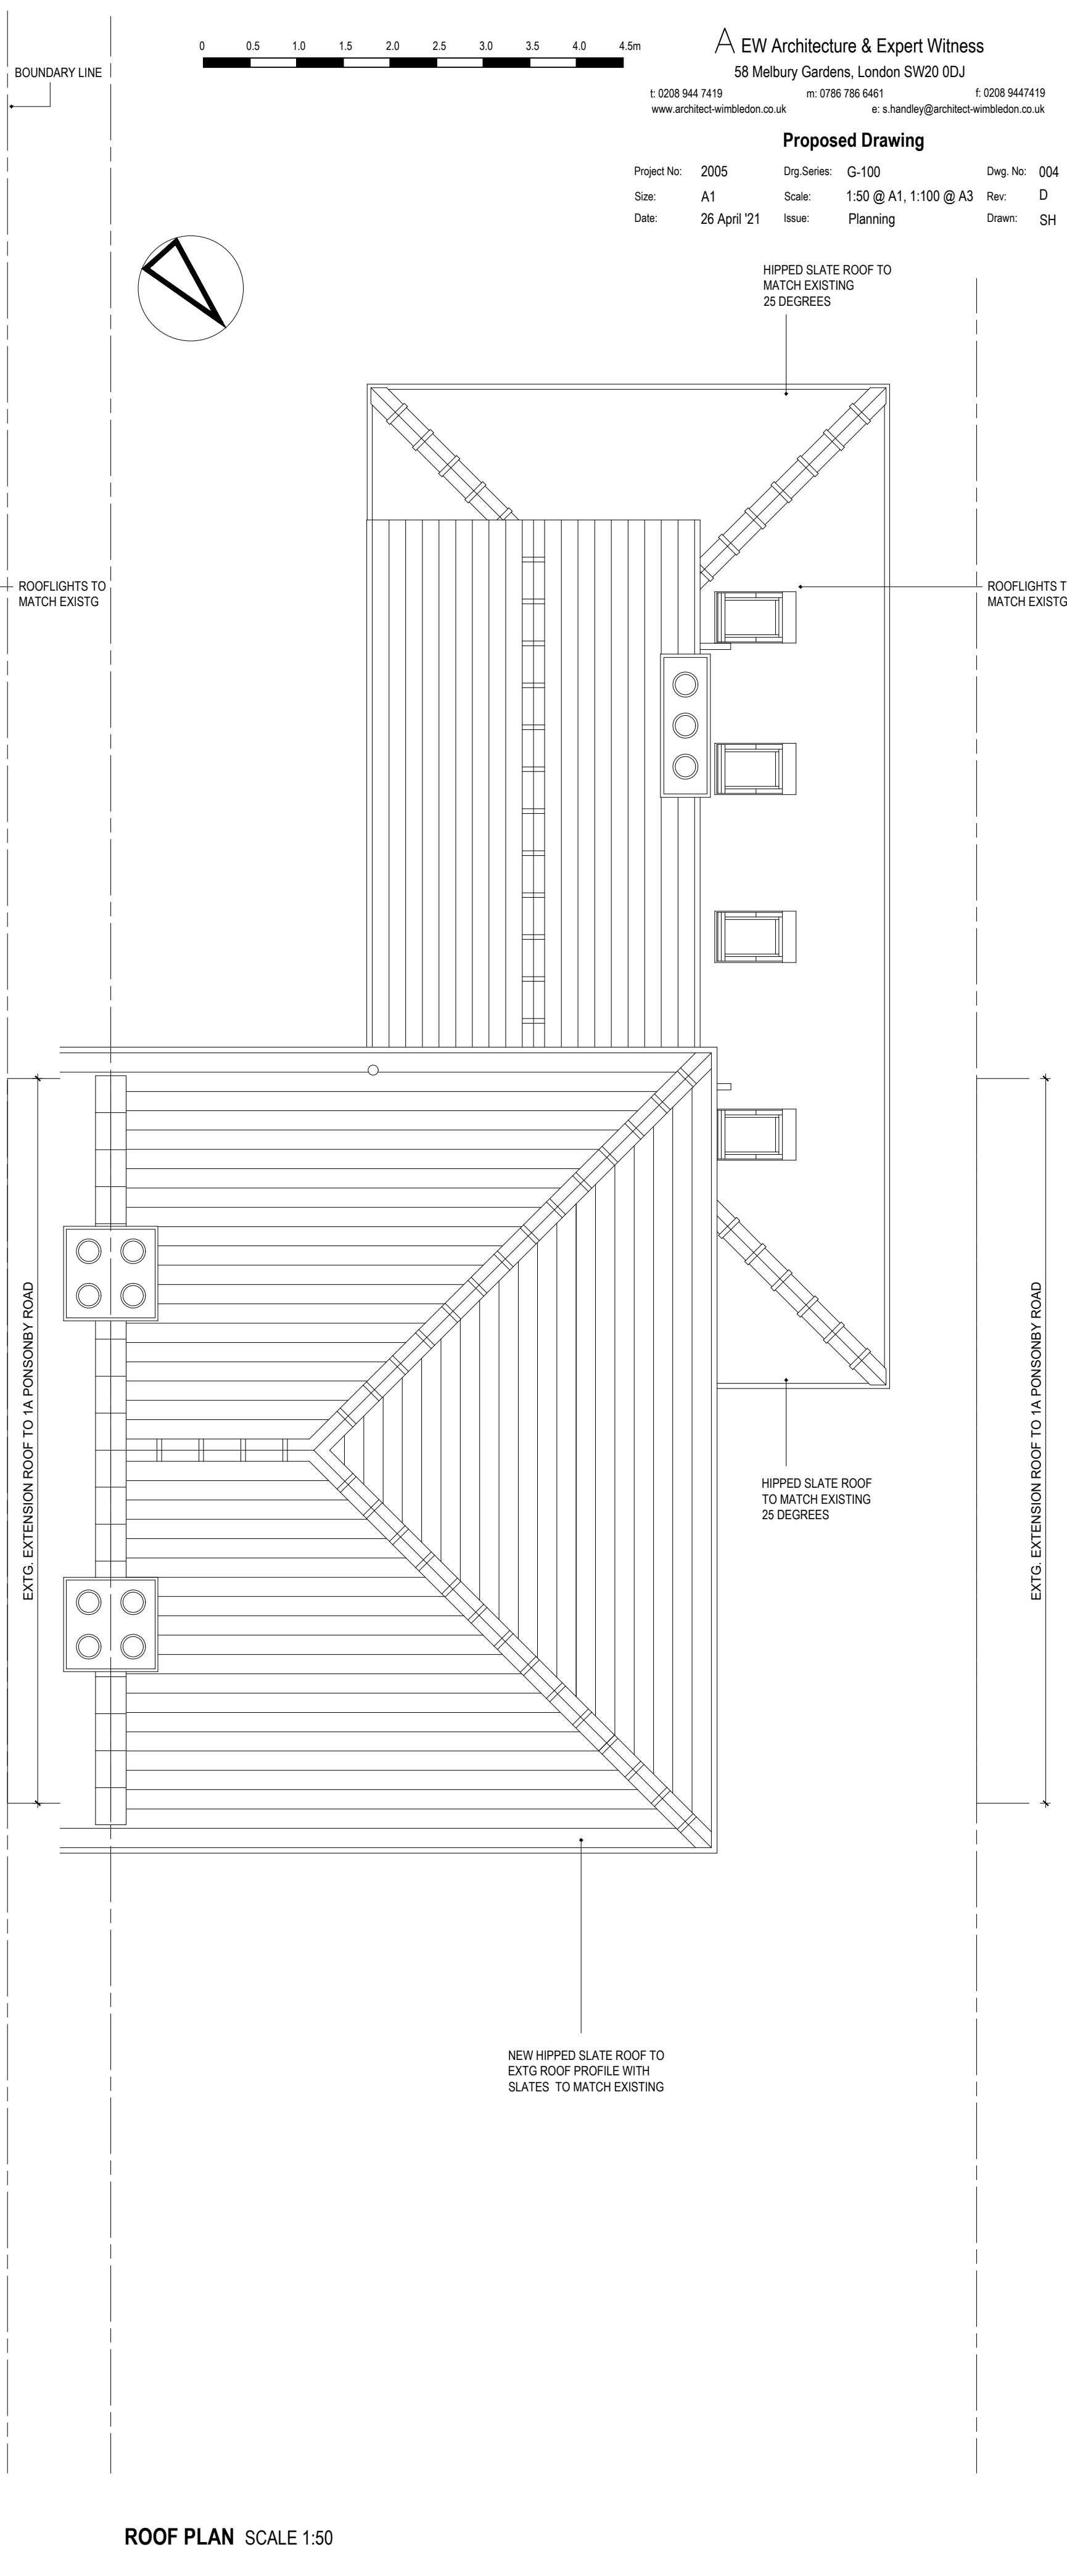 0 0.5 1.0 1.5 2.0 2.5 3.0 3.5 4.0 4.5m
BOUNDARY LINE
A EW Architecture & Expert Witness
58 Melbury Gardens, London SW20 0DJ
t: 0208 944 7419 m: 0786 786 6461 f: 0208 9447419
www.architect-wimbledon.co.uk e: s.handley@architect-wimbledon.co.uk
Proposed Drawing
Project No: 2005 Drg.Series: G-100 Dwg. No: 004
Size: A1 Scale: 1:50 @ A1, 1:100 @ A3 Rev: D
Date: 26 April '21 Issue: Planning Drawn: SH
HIPPED SLATE ROOF TO
MATCH EXISTING
25 DEGREES
ROOFLIGHTS TO
MATCH EXISTG
ROOFLIGHTS T
MATCH EXISTG
EXTG. EXTENSION ROOF TO 1A PONSONBY ROAD
EXTG. EXTENSION ROOF TO 1A PONSONBY ROAD
HIPPED SLATE ROOF
TO MATCH EXISTING
25 DEGREES
NEW HIPPED SLATE ROOF TO
EXTG ROOF PROFILE WITH
SLATES TO MATCH EXISTING
ROOF PLAN SCALE 1:50